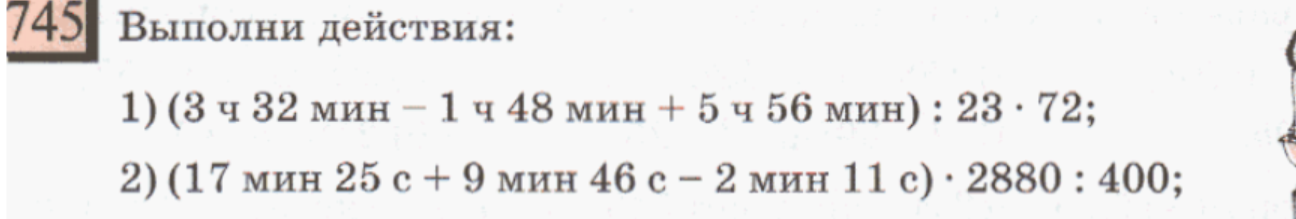 745 Выполни действия:
1) (3 ч 32 мин – 1 ч 48 мин + 5 ч 56 мин) : 23 · 72;
2) (17 мин 25 с + 9 мин 46 с – 2 мин 11 с) · 2880 : 400;